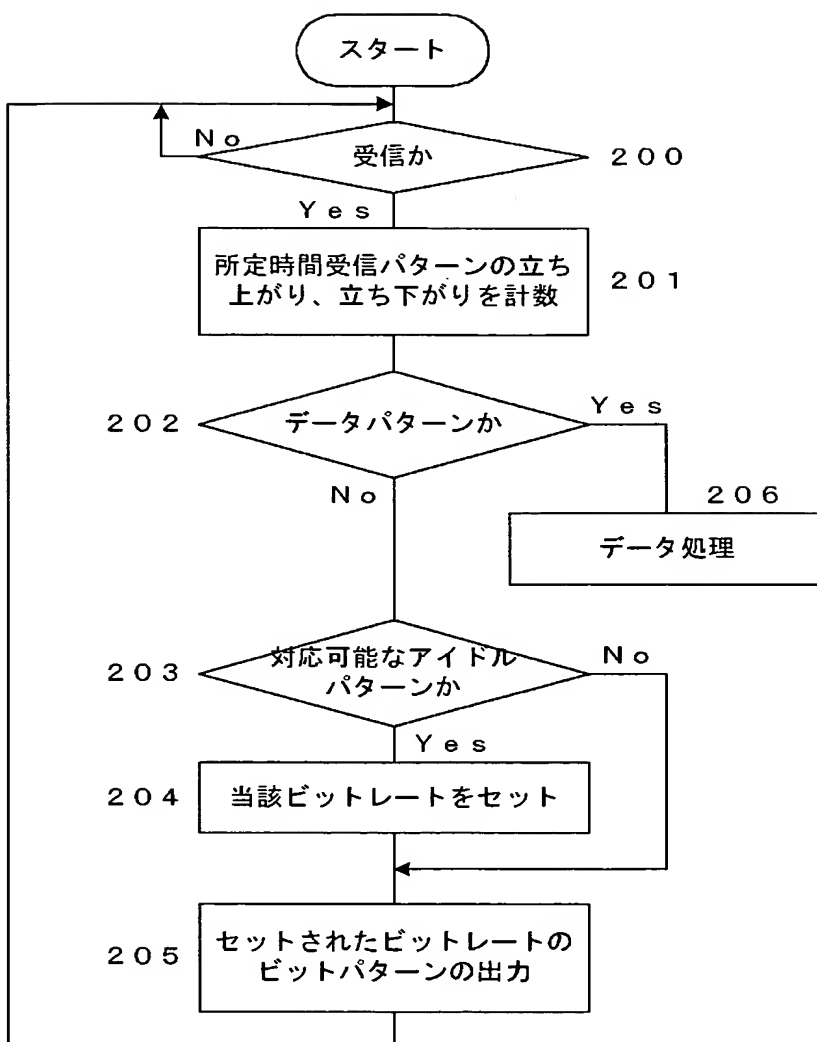 スタート
No
受信か
200
Yes
所定時間受信パターンの立ち
上がり、立ち下がりを計数
201
202
データパターンか
Yes
No
206
データ処理
203
対応可能なアイドル
パターンか
No
Yes
204
当該ビットレートをセット
205
セットされたビットレートの
ビットパターンの出力